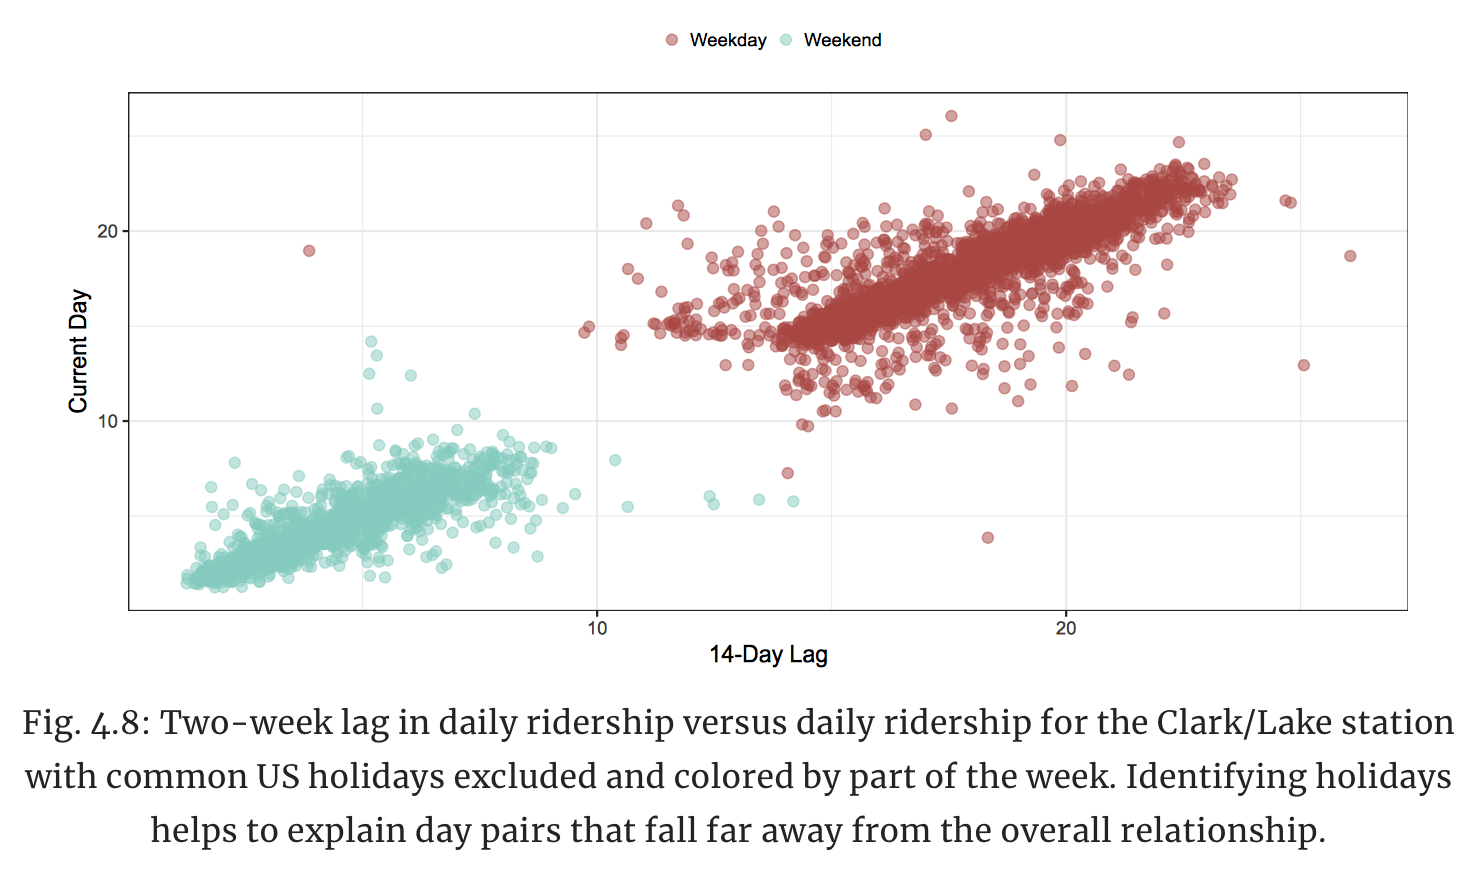 Weekday Weekend
20
10
Current Day
10 20
14-Day Lag
Fig. 4.8: Two-week lag in daily ridership versus daily ridership for the Clark/Lake station
with common US holidays excluded and colored by part of the week. Identifying holidays
helps to explain day pairs that fall far away from the overall relationship.